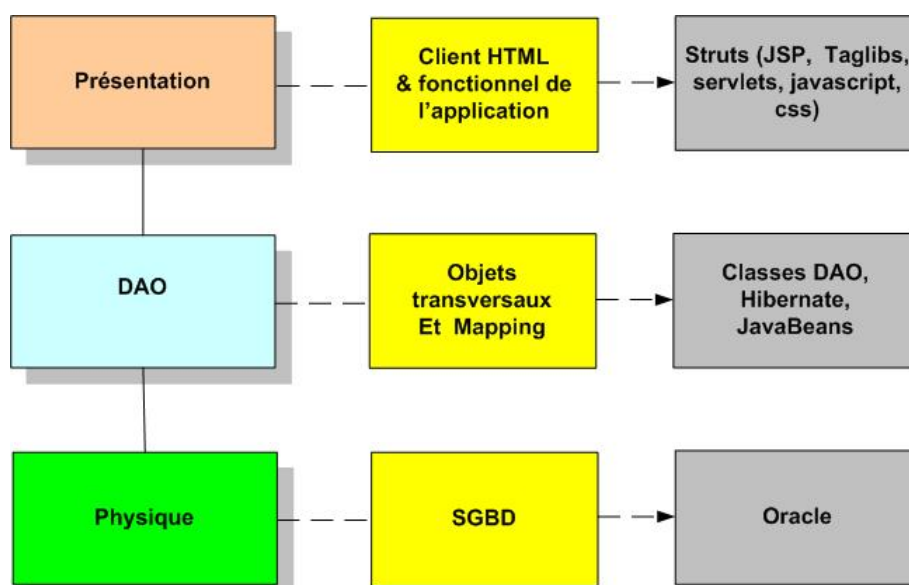 Présentation
Client HTML
& fonctionnel de
l'application
Struts (JSP, Taglibs,
servlets, javascript,
css)
DAO
Objets
transversaux
Et Mapping
Classes DAO,
Hibernate,
JavaBeans
Physique
SGBD
Oracle